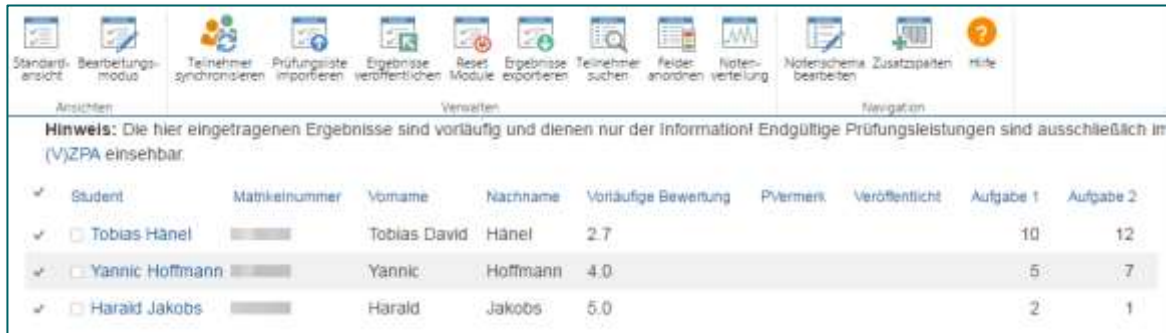 Standard- Bearbeitungs- Teilnehmer Prüfungsliste Ergebnisse Reset Ergebnisse Teilnehmer Felder Noten- Notenschema Zusatzspalten Hilfe
ansicht modus synchronisieren importieren veröffentlichen Module exportieren suchen anordnen verteilung bearbeiten
Ansichten Verwalten Navigation
Hinweis: Die hier eingetragenen Ergebnisse sind vorläufig und dienen nur der Information! Endgültige Prüfungsleistungen sind ausschließlich im
(V)ZPA einsehbar.
Student Matrikelnummer Vorname Nachname Vorläufige Bewertung PVermerk Veröffentlicht Aufgabe 1 Aufgabe 2
Tobias Hänel Tobias David Hänel 2.7 10 12
Yannic Hoffmann Yannic Hoffmann 4.0 5 7
Harald Jakobs Harald Jakobs 5.0 2 1